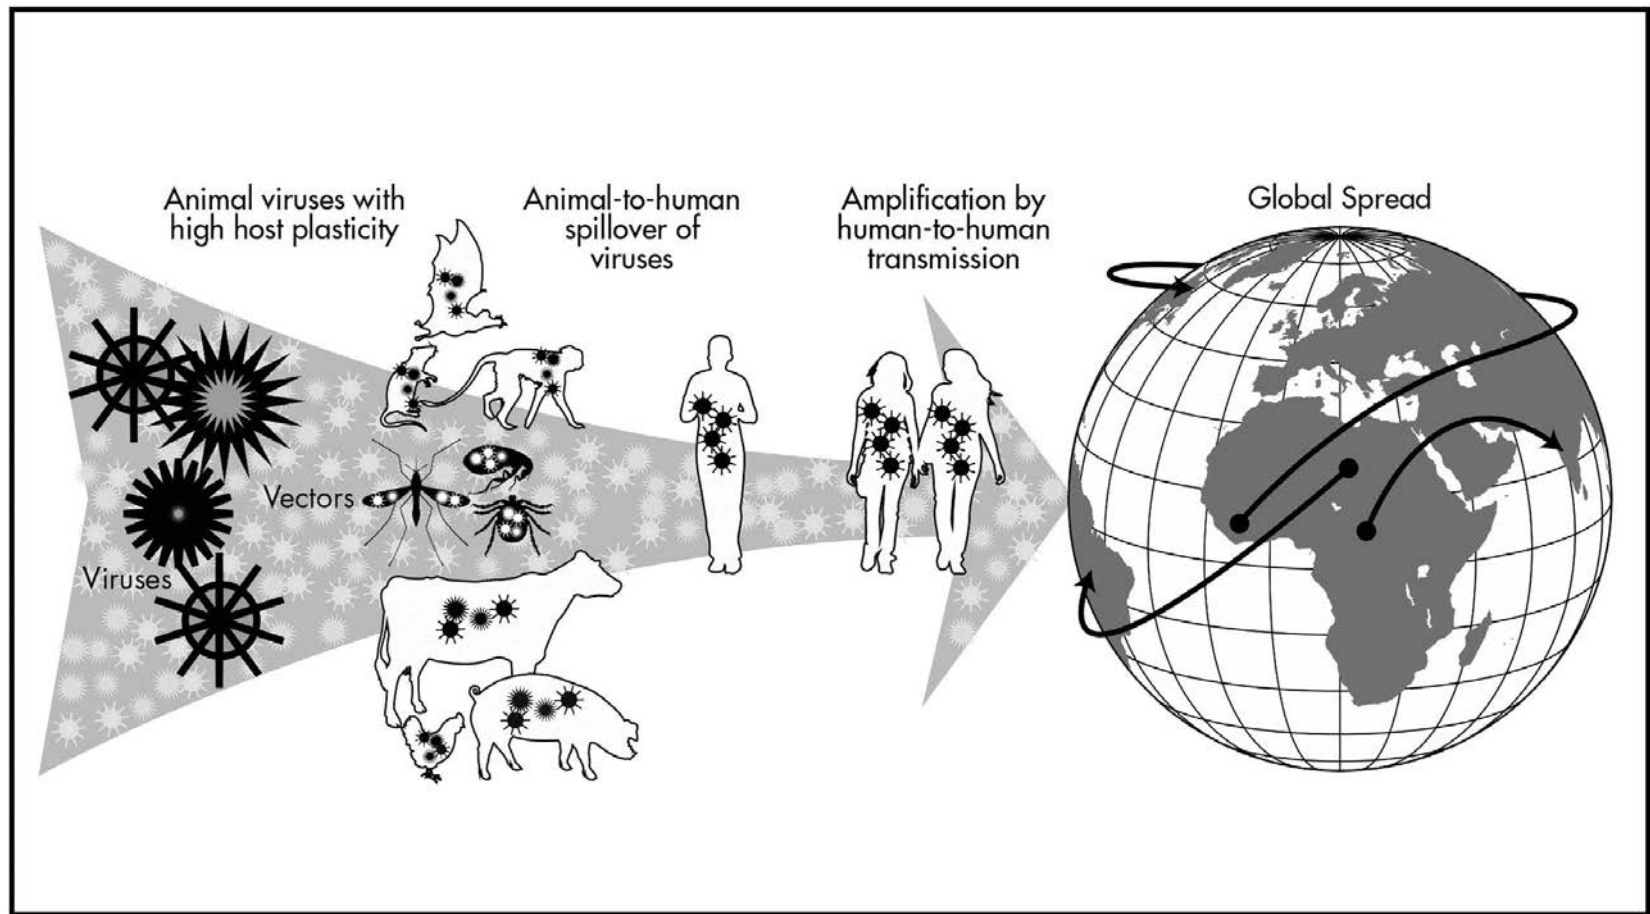 Animal viruses with
high host plasticity
Animal-to-human
spillover of
viruses
Amplification by
human-to-human
transmission
Global Spread
Vectors
Viruses